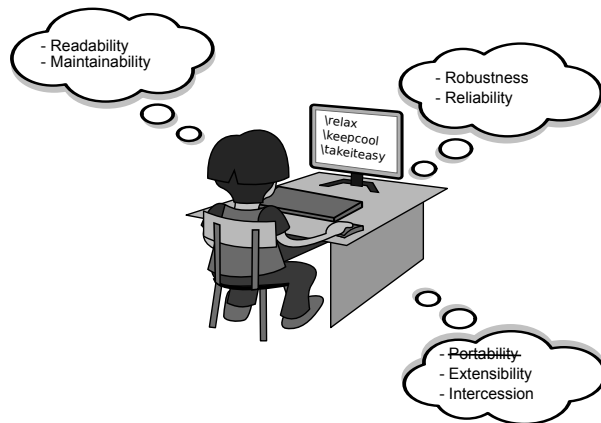 - Readability
- Maintainability
- Robustness
- Reliability
\relax
\keepcool
\takeiteasy
- Portability
- Extensibility
- Intercession